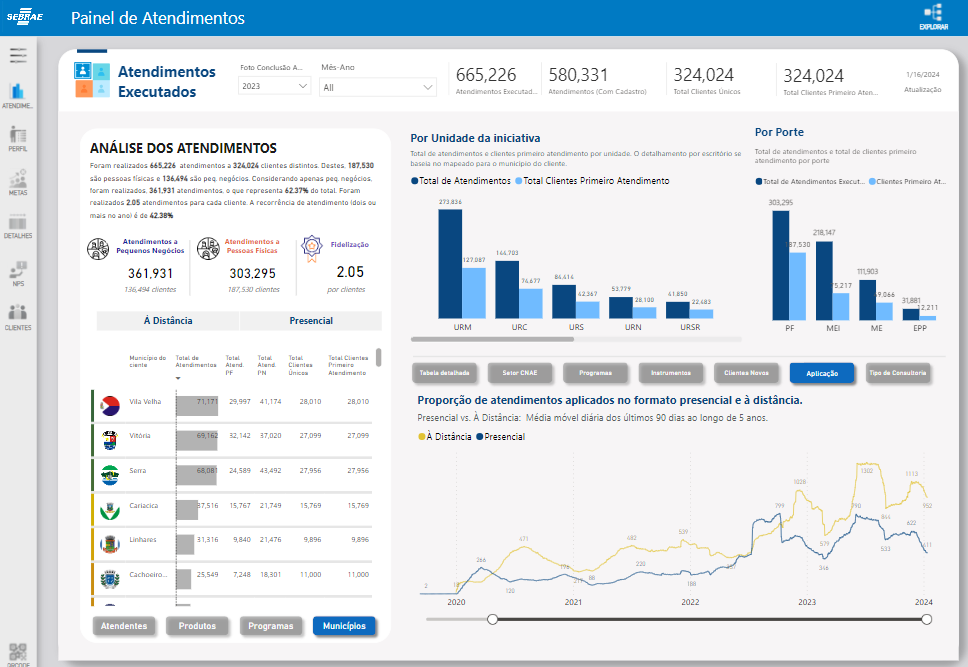 SEBRAE
Painel de Atendimentos
EXPLORAR
ATENDIME...
PERFIL
METAS
DETALHES
NPS
CLIENTES
QRCODE
Atendimentos
Executados
Foto Conclusão A...
2023
Mês-Ano
All
665,226
Atendimentos Executad...
580,331
Atendimentos (Com Cadastro)
324,024
Total Clientes Únicos
324,024
Total Clientes Primeiro Aten...
1/16/2024
Atualização
ANÁLISE DOS ATENDIMENTOS
Foram realizados 665,226 atendimentos a 324,024 clientes distintos. Destes, 187,530
são pessoas físicas e 136,494 são peq. negócios. Considerando apenas peq. negócios,
foram realizados, 361,931 atendimentos, o que representa 62.37% do total. Foram
realizados 2.05 atendimentos para cada cliente. A recorrência de atendimento (dois ou
mais no ano) é de 42.38%
Atendimentos a
Pequenos Negócios
361,931
136,494 clientes
Atendimentos a
Pessoas Físicas
303,295
187,530 clientes
Fidelização
2.05
por clientes
À Distância Presencial
Município do cliente Total de Atendimentos Total Atend. PF Total Atend. PN Total Clientes Únicos Total Clientes Primeiro Atendimento
Vila Velha 71,171 29,997 41,174 28,010 28,010
Vitória 69,162 32,142 37,020 27,099 27,099
Serra 68,081 24,589 43,492 27,956 27,956
Cariacica 37,516 15,767 21,749 15,769 15,769
Linhares 31,316 9,840 21,476 9,896 9,896
Cachoeiro... 25,549 7,248 18,301 11,000 11,000
Atendentes Produtos Programas Municípios
Por Unidade da iniciativa
Total de atendimentos e clientes primeiro atendimento por unidade. O detalhamento por escritório se
baseia no mapeado para o município do cliente.
Total de Atendimentos Total Clientes Primeiro Atendimento
273,836
127,087
144,703
74,677
84,414
42,367
53,779
28,100
41,850
22,683
URM URC URS URN URSR
Por Porte
Total de atendimentos e total de clientes primeiro
atendimento por porte
Total de Atendimentos Execut... Clientes Primeiro At...
303,295
187,530
218,147
75,217
111,903
31,881
12,211
PF MEI ME EPP
Tabela detalhada Setor CNAE Programas Instrumentos Clientes Novos Aplicação Tipo de Consultoria
Proporção de atendimentos aplicados no formato presencial e à distância.
Presencial vs. À Distância: Média móvel diária dos últimos 90 dias ao longo de 5 anos.
À Distância Presencial
2
266
120
471
196
88
482
220
539
188
799
1028
579
346
1302
790
844
533
1113
622
952
411
2020 2021 2022 2023 2024